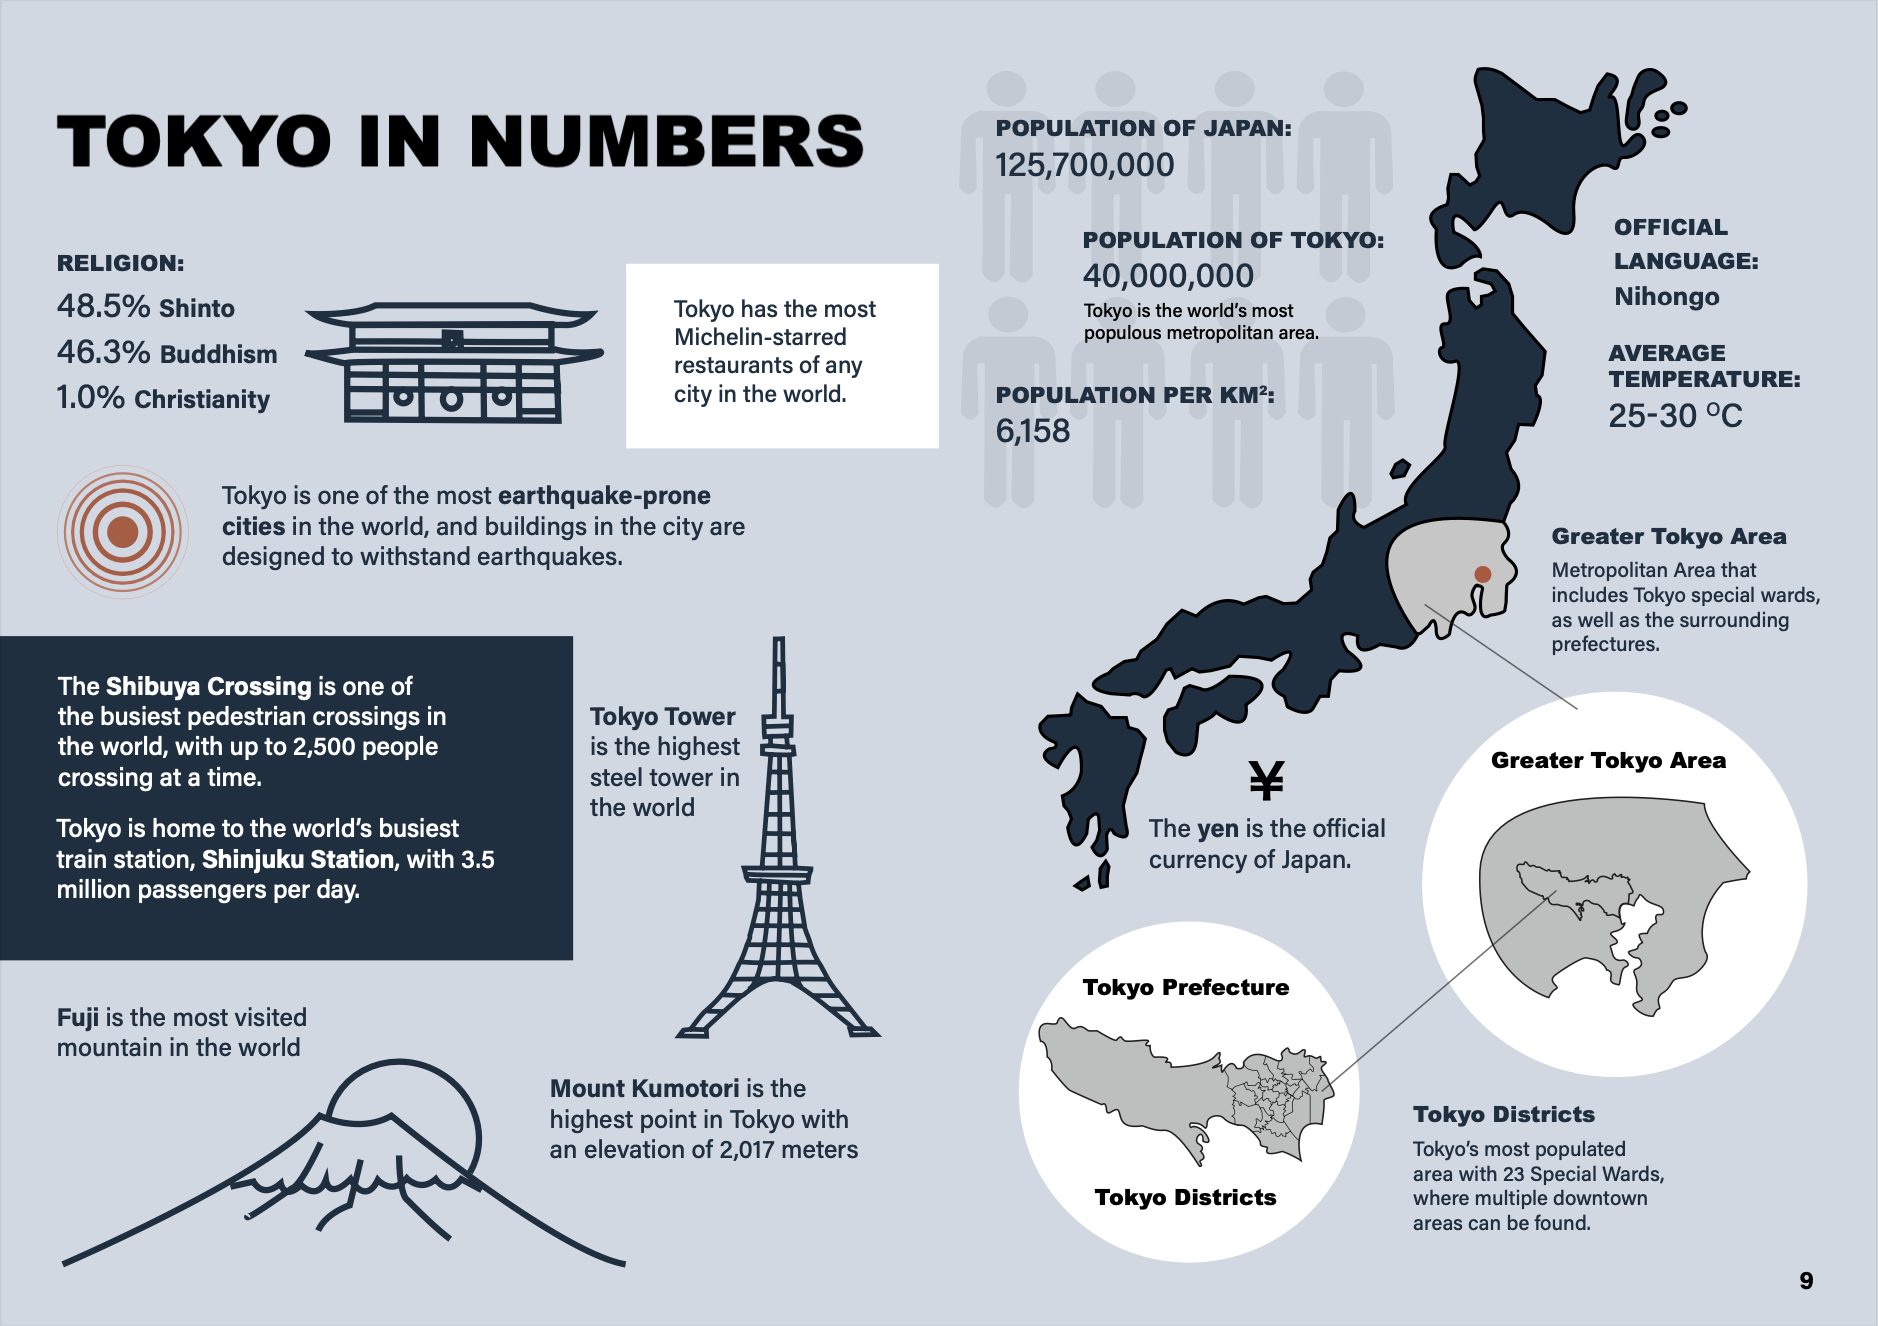 TOKYO IN NUMBERS
RELIGION:
48.5% Shinto
46.3% Buddhism
1.0% Christianity
Tokyo has the most
Michelin-starred
restaurants of any
city in the world.
Tokyo is one of the most earthquake-prone
cities in the world, and buildings in the city are
designed to withstand earthquakes.
The Shibuya Crossing is one of
the busiest pedestrian crossings in
the world, with up to 2,500 people
crossing at a time.
Tokyo is home to the world's busiest
train station, Shinjuku Station, with 3.5
million passengers per day.
Tokyo Tower
is the highest
steel tower in
the world
Fuji is the most visited
mountain in the world
Mount Kumotori is the
highest point in Tokyo with
an elevation of 2,017 meters
POPULATION OF JAPAN:
125,700,000
POPULATION OF TOKYO:
40,000,000
Tokyo is the world's most
populous metropolitan area.
POPULATION PER KM²:
6,158
OFFICIAL
LANGUAGE:
Nihongo
AVERAGE
TEMPERATURE:
25-30 ºC
Greater Tokyo Area
Metropolitan Area that
includes Tokyo special wards,
as well as the surrounding
prefectures.
¥
The yen is the official
currency of Japan.
Greater Tokyo Area
Tokyo Prefecture
Tokyo Districts
Tokyo Districts
Tokyo's most populated
area with 23 Special Wards,
where multiple downtown
areas can be found.
9